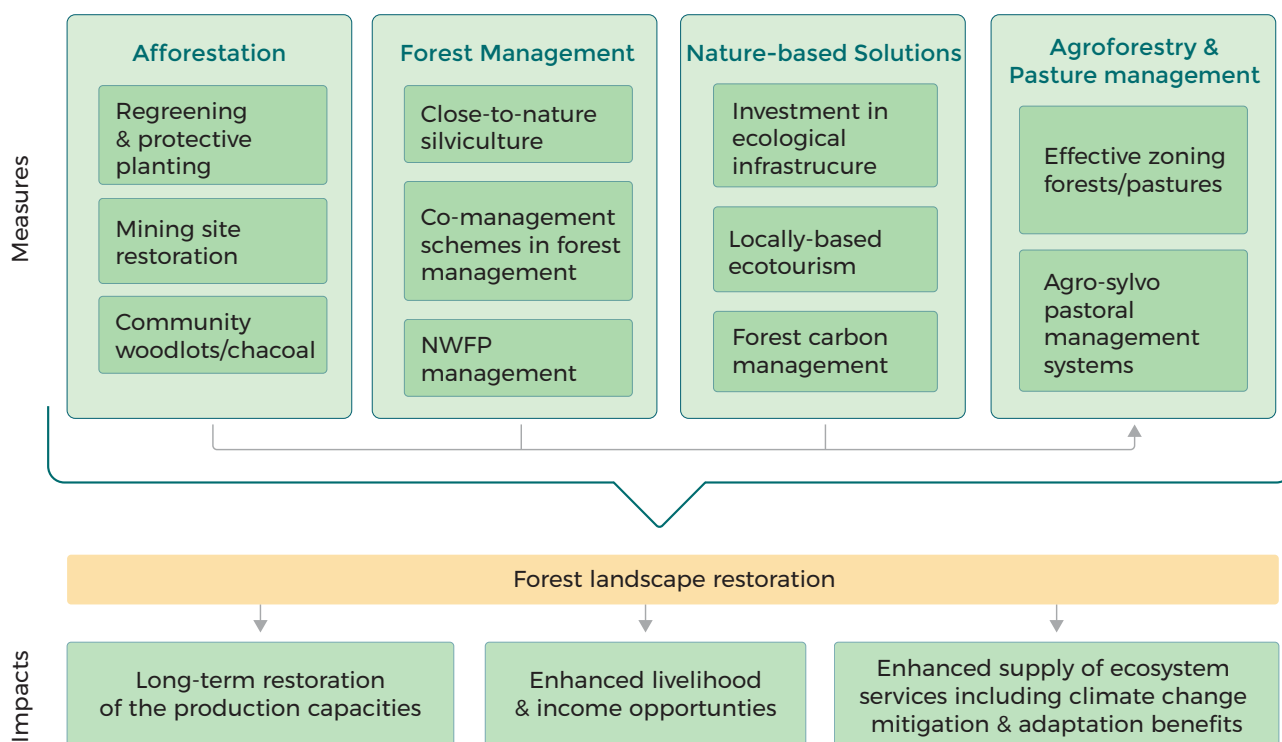 Measures
Afforestation
Regreening
& protective
planting
Mining site
restoration
Community
woodlots/chacoal
Forest Management
Close-to-nature
silviculture
Co-management
schemes in forest
management
NWFP
management
Nature-based Solutions
Investment in
ecological
infrastrucure
Locally-based
ecotourism
Forest carbon
management
Agroforestry &
Pasture management
Effective zoning
forests/pastures
Agro-sylvo
pastoral
management
systems
Forest landscape restoration
Impacts
Long-term restoration
of the production capacities
Enhanced livelihood
& income opportunties
Enhanced supply of ecosystem
services including climate change
mitigation & adaptation benefits